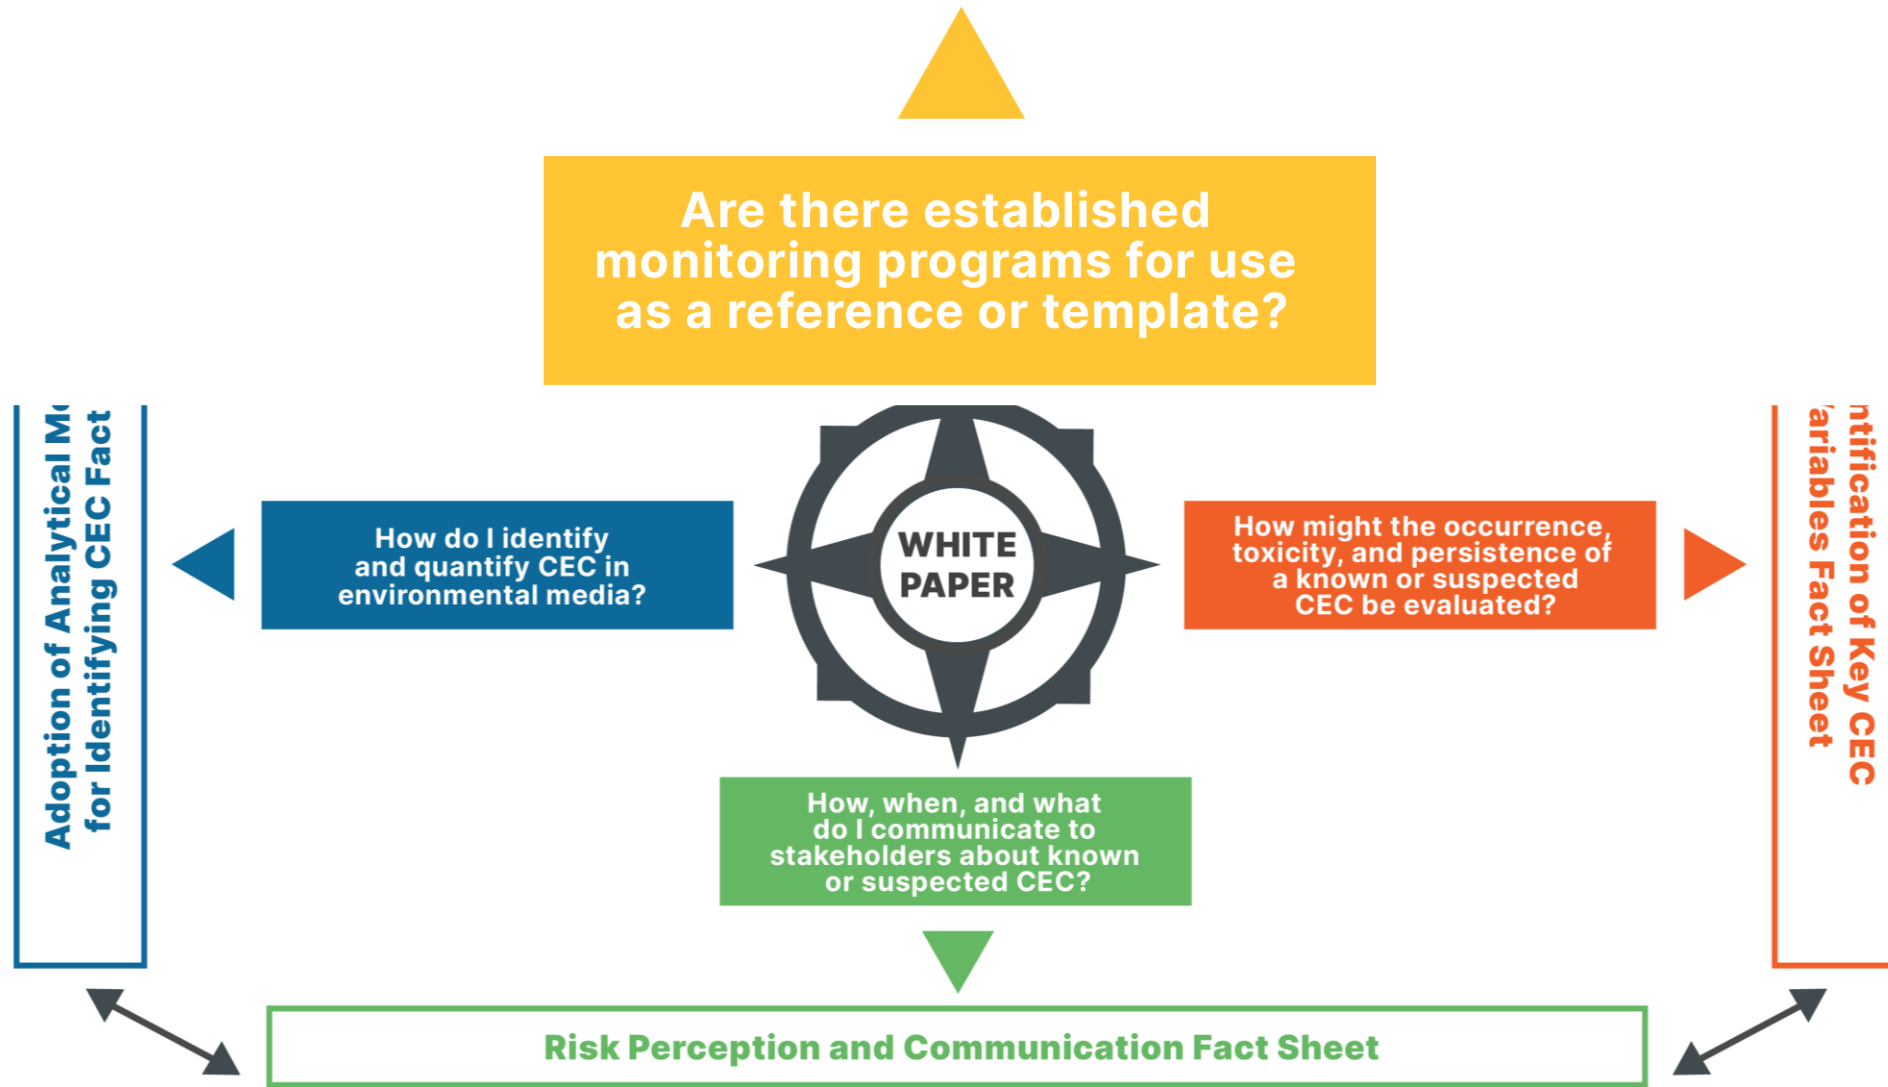 Are there established
monitoring programs for use
as a reference or template?
Adoption of Analytical
for Identifying CEC Fact
How do I identify
and quantify CEC in
environmental media?
WHITE
PAPER
How might the occurrence,
toxicity, and persistence of
a known or suspected
CEC be evaluated?
of Key CEC
Fact Sheet
How, when, and what
do I communicate to
stakeholders about known
or suspected CEC?
Risk Perception and Communication Fact Sheet